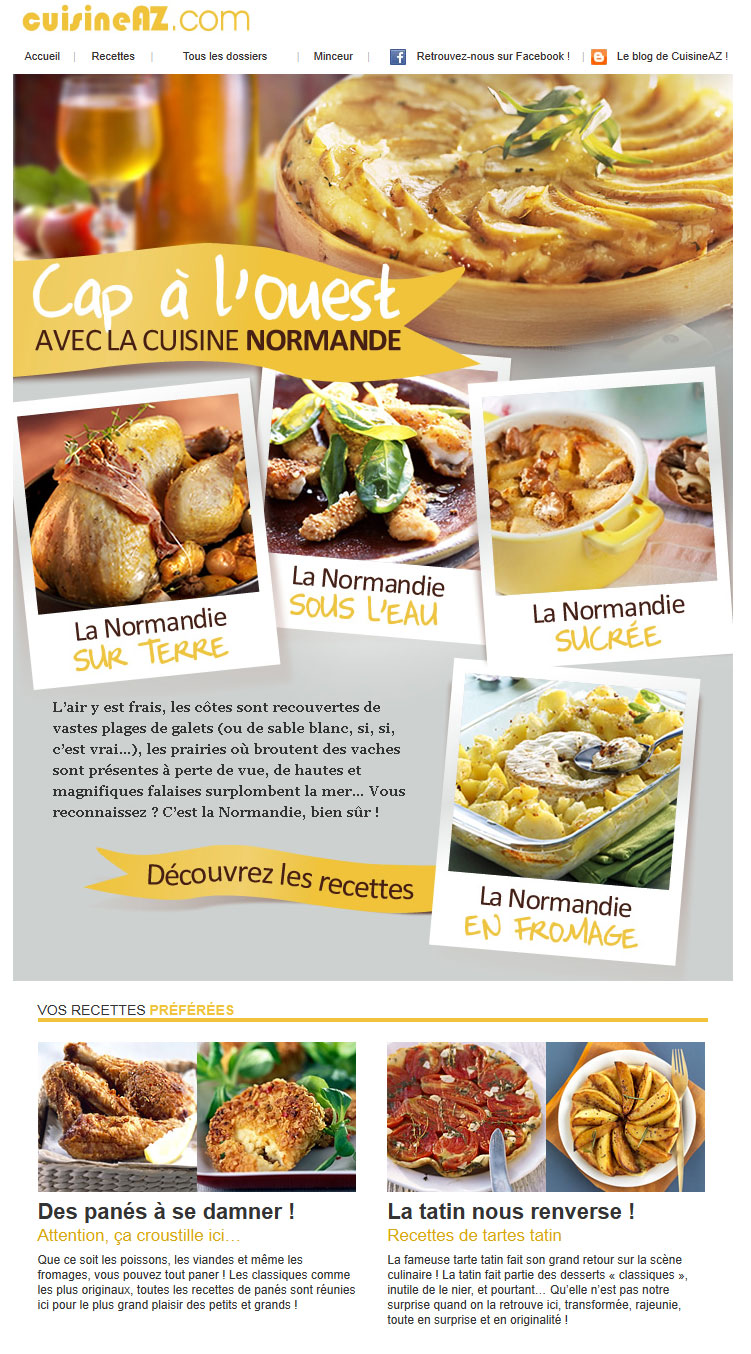 cuisineAZ.com
Accueil | Recettes | Tous les dossiers | Minceur | Retrouvez-nous sur Facebook ! | Le blog de CuisineAZ !
Cap à l'ouest
AVEC LA CUISINE NORMANDE
La Normandie
SUR TERRE
La Normandie
SOUS L'EAU
La Normandie
SUCRÉE
L'air y est frais, les côtes sont recouvertes de
vastes plages de galets (ou de sable blanc, si, si,
c'est vrai...), les prairies où broutent des vaches
sont présentes à perte de vue, de hautes et
magnifiques falaises surplombent la mer... Vous
reconnaissez ? C'est la Normandie, bien sûr !
Découvrez les recettes
La Normandie
EN FROMAGE
VOS RECETTES PRÉFÉRÉES
Des panés à se damner !
Attention, ça croustille ici...
Que ce soit les poissons, les viandes et même les
fromages, vous pouvez tout paner ! Les classiques comme
les plus originaux, toutes les recettes de panés sont réunies
ici pour le plus grand plaisir des petits et grands !
La tatin nous renverse !
Recettes de tartes tatin
La fameuse tarte tatin fait son grand retour sur la scène
culinaire ! La tatin fait partie des desserts « classiques »,
inutile de le nier, et pourtant... Qu'elle n'est pas notre
surprise quand on la retrouve ici, transformée, rajeunie,
toute en surprise et en originalité !